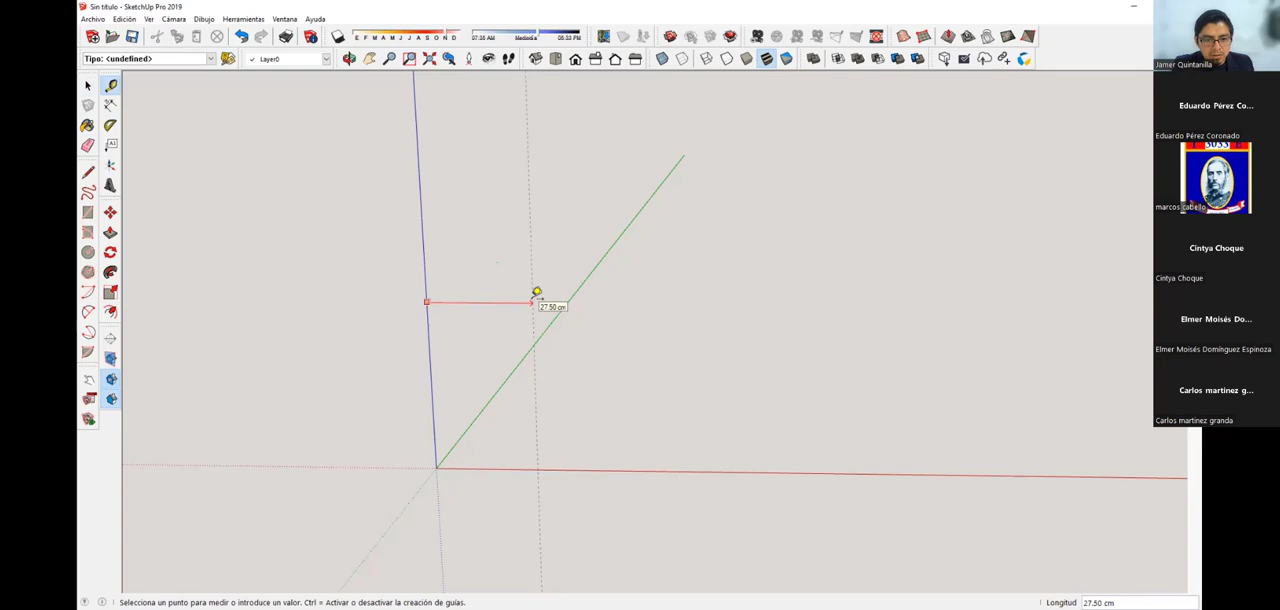 Sin título - SketchUp Pro 2019
Archivo Edición Ver Cámara Dibujo Herramientas Ventana Ayuda
E F M A M J J A S O N D
07:36 AM Mediodía 05:33 PM
Tipo: <undefined>
✓ Layer0
A1
27.50 cm
Selecciona un punto para medir o introduce un valor. Ctrl = Activar o desactivar la creación de guías.
Longitud 27.50 cm
Jamer Quintanilla
Eduardo Pérez Co...
Eduardo Pérez Coronado
marcos cabello
Cintya Choque
Cintya Choque
Elmer Moisés Do...
Elmer Moisés Domínguez Espinoza
Carlos martinez g...
Carlos martinez granda